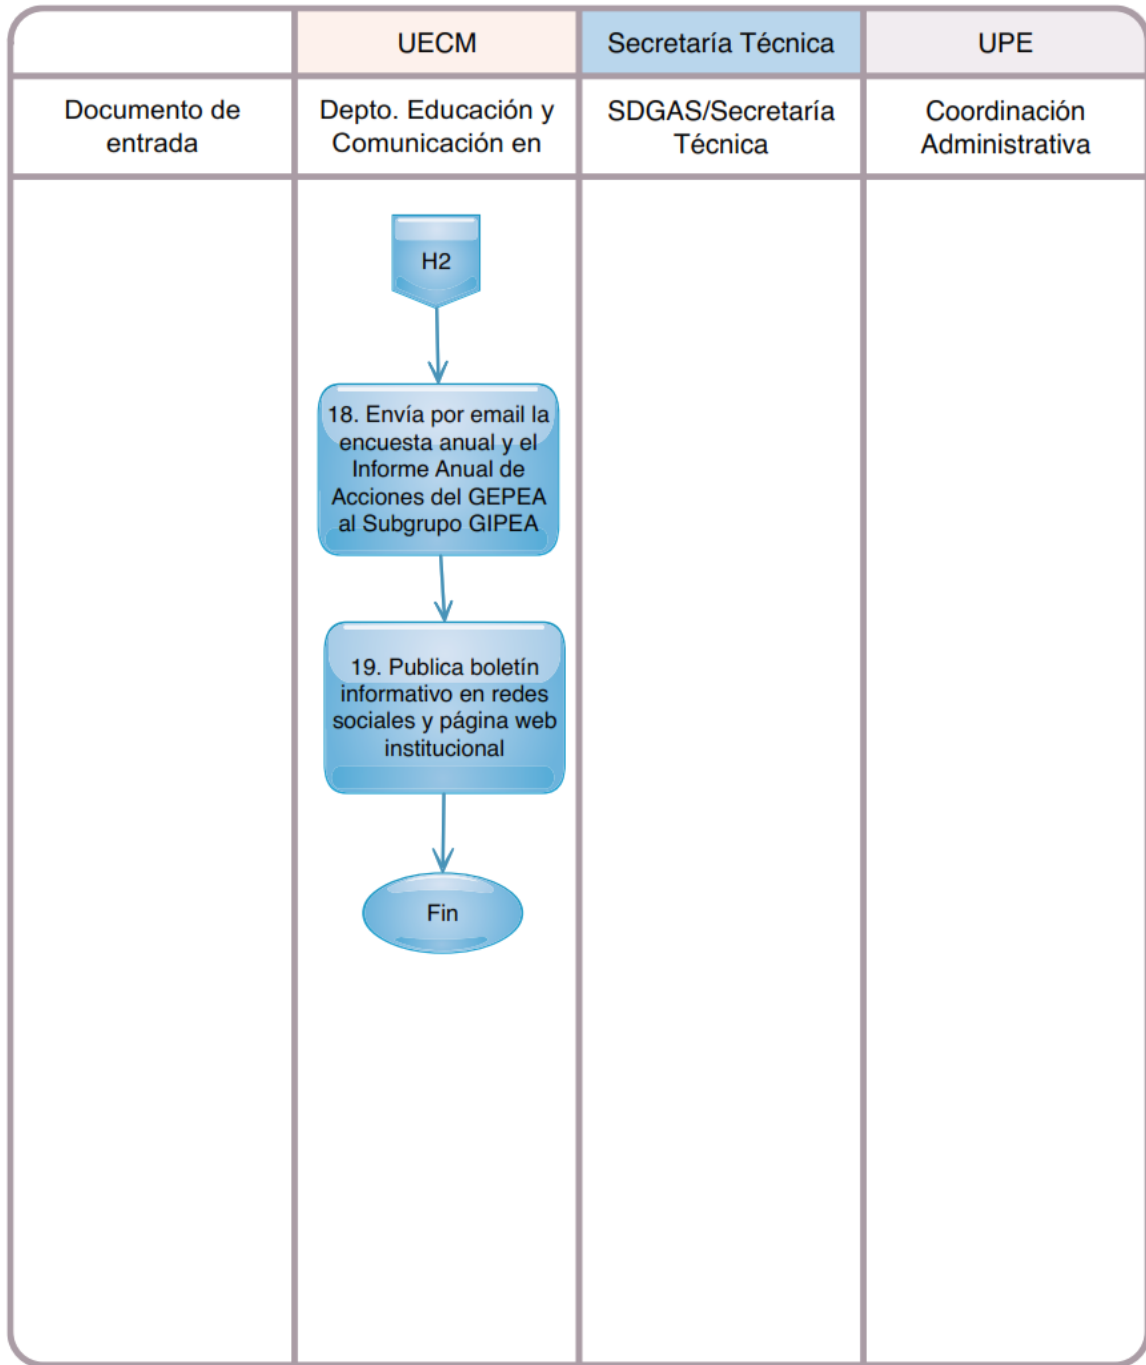 UECM
Secretaría Técnica
UPE
Documento de
entrada
Depto. Educación y
Comunicación en
SDGAS/Secretaría
Técnica
Coordinación
Administrativa
H2
18. Envía por email la
encuesta anual y el
Informe Anual de
Acciones del GEPEA
al Subgrupo GIPEA
19. Publica boletín
informativo en redes
sociales y página web
institucional
Fin